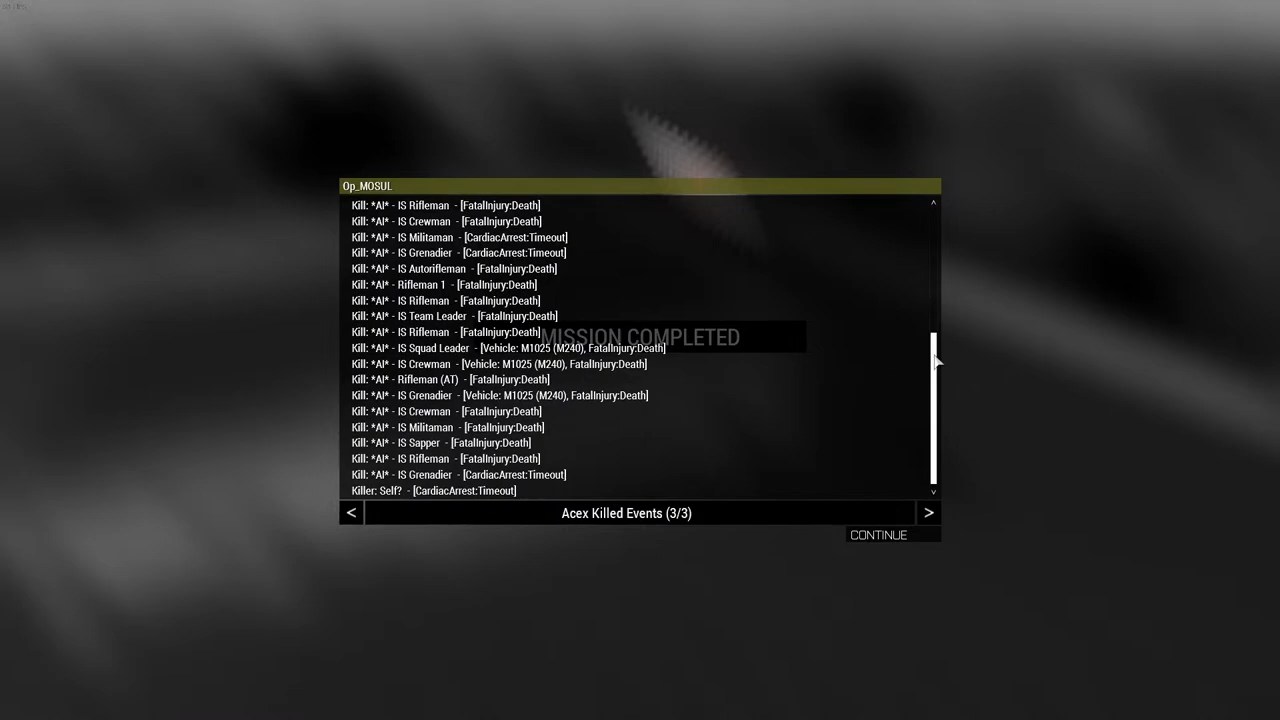 Op_MOSUL
Kill: *AI* - IS Rifleman - [FatalInjury:Death]
Kill: *AI* - IS Crewman - [FatalInjury:Death]
Kill: *AI* - IS Militaman - [CardiacArrest:Timeout]
Kill: *AI* - IS Grenadier - [CardiacArrest:Timeout]
Kill: *AI* - IS Autorifleman - [FatalInjury:Death]
Kill: *AI* - Rifleman 1 - [FatalInjury:Death]
Kill: *AI* - IS Rifleman - [FatalInjury:Death]
Kill: *AI* - IS Team Leader - [FatalInjury:Death]
Kill: *AI* - IS Rifleman - [FatalInjury:Death]
MISSION COMPLETED
Kill: *AI* - IS Squad Leader - [Vehicle: M1025 (M240), FatalInjury:Death]
Kill: *AI* - IS Crewman - [Vehicle: M1025 (M240), FatalInjury:Death]
Kill: *AI* - Rifleman (AT) - [FatalInjury:Death]
Kill: *AI* - IS Grenadier - [Vehicle: M1025 (M240), FatalInjury:Death]
Kill: *AI* - IS Crewman - [FatalInjury:Death]
Kill: *AI* - IS Militaman - [FatalInjury:Death]
Kill: *AI* - IS Sapper - [FatalInjury:Death]
Kill: *AI* - IS Rifleman - [FatalInjury:Death]
Kill: *AI* - IS Grenadier - [CardiacArrest:Timeout]
Killer: Self? - [CardiacArrest:Timeout]
< Acex Killed Events (3/3) >
CONTINUE